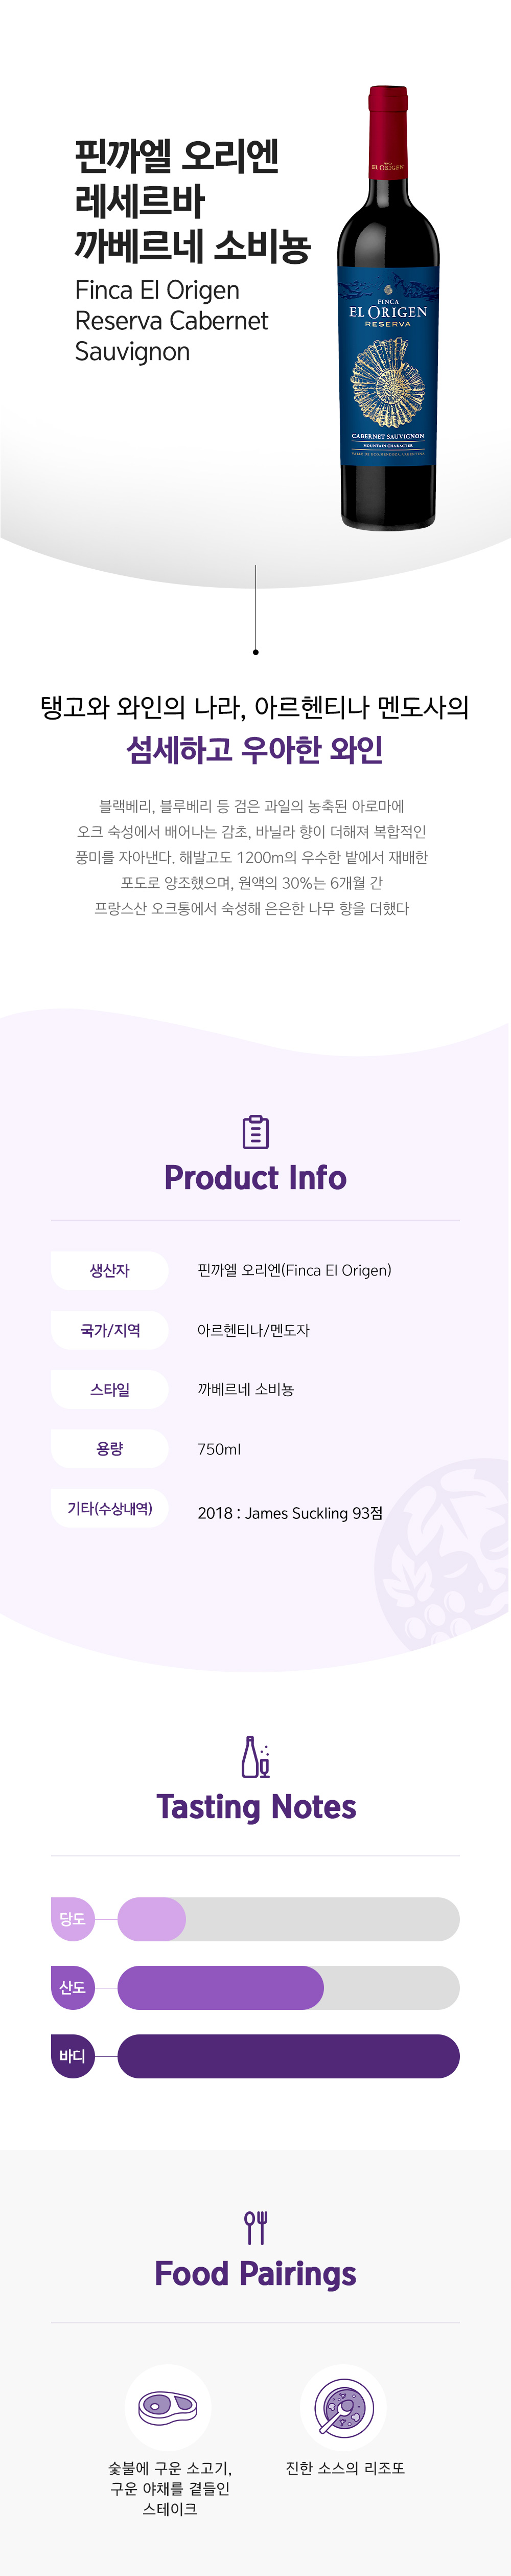 핀까엘 오리엔
레세르바
까베르네 소비뇽
Finca El Origen
Reserva Cabernet
Sauvignon
FINCA
EL ORIGEN
FINCA
EL ORIGEN
RESERVA
CABERNET SAUVIGNON
MOUNTAIN CHARACTER
VALLE DE UCO, MENDOZA, ARGENTINA
탱고와 와인의 나라, 아르헨티나 멘도사의
섬세하고 우아한 와인
블랙베리, 블루베리 등 검은 과일의 농축된 아로마에
오크 숙성에서 배어나는 감초, 바닐라 향이 더해져 복합적인
풍미를 자아낸다. 해발고도 1200m의 우수한 밭에서 재배한
포도로 양조했으며, 원액의 30%는 6개월 간
프랑스산 오크통에서 숙성해 은은한 나무 향을 더했다
Product Info
생산자 핀까엘 오리엔(Finca El Origen)
국가/지역 아르헨티나/멘도자
스타일 까베르네 소비뇽
용량 750ml
기타(수상내역) 2018 : James Suckling 93점
Tasting Notes
당도
산도
바디
Food Pairings
숯불에 구운 소고기,
구운 야채를 곁들인
스테이크
진한 소스의 리조또